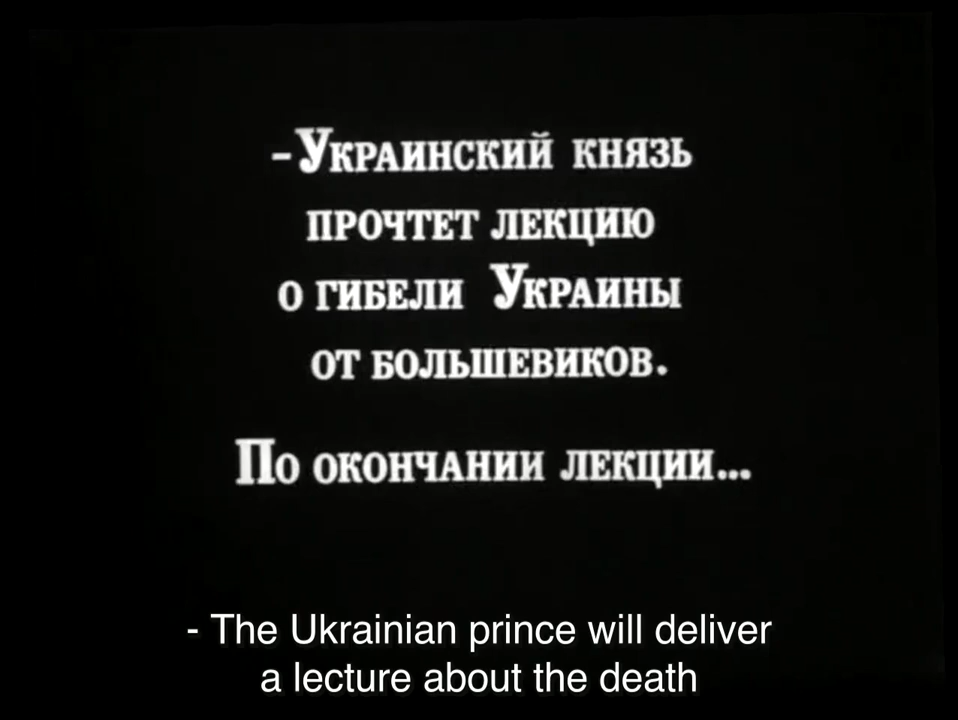 -Украинский князь
прочтет лекцию
о гибели Украины
от большевиков.
По окончании лекции...
- The Ukrainian prince will deliver
a lecture about the death